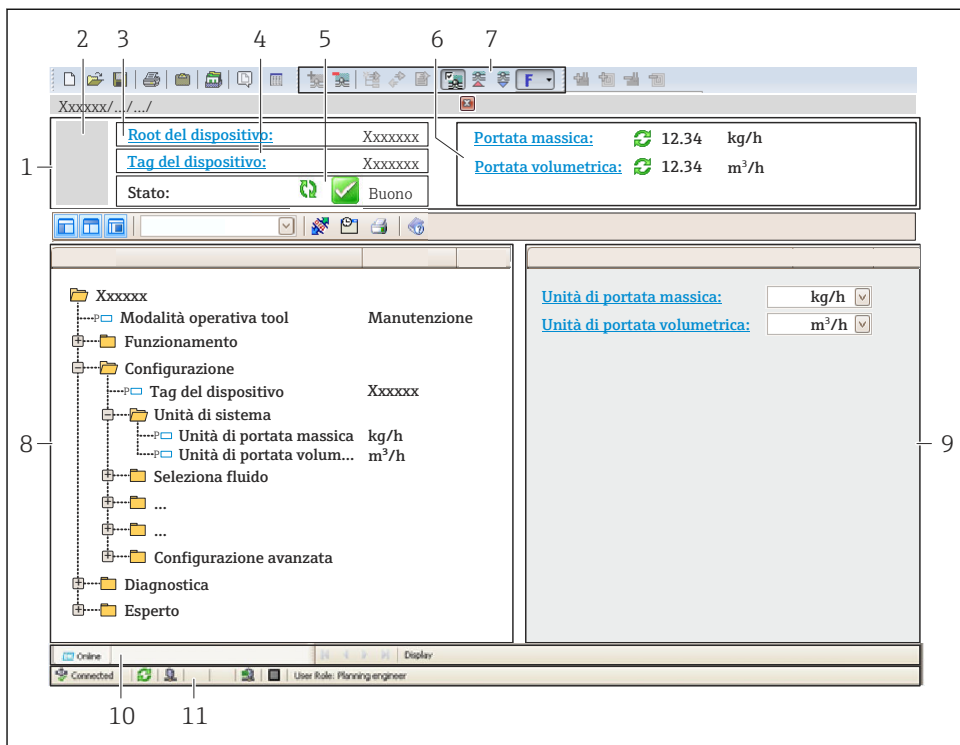 2 3 4 5 6 7
F
Xxxxxx/.../.../
1
Root del dispositivo: Xxxxxxx
Tag del dispositivo: Xxxxxxx
Stato: Buono
Portata massica: 12.34 kg/h
Portata volumetrica: 12.34 m³/h
Xxxxxx
P Modalità operativa tool Manutenzione
Funzionamento
Configurazione
P Tag del dispositivo Xxxxxx
Unità di sistema
P Unità di portata massica kg/h
P Unità di portata volum... m³/h
Seleziona fluido
...
...
Configurazione avanzata
Diagnostica
Esperto
8
Unità di portata massica: kg/h
Unità di portata volumetrica: m³/h
9
Online Display
Connected User Role: Planning engineer
10 11